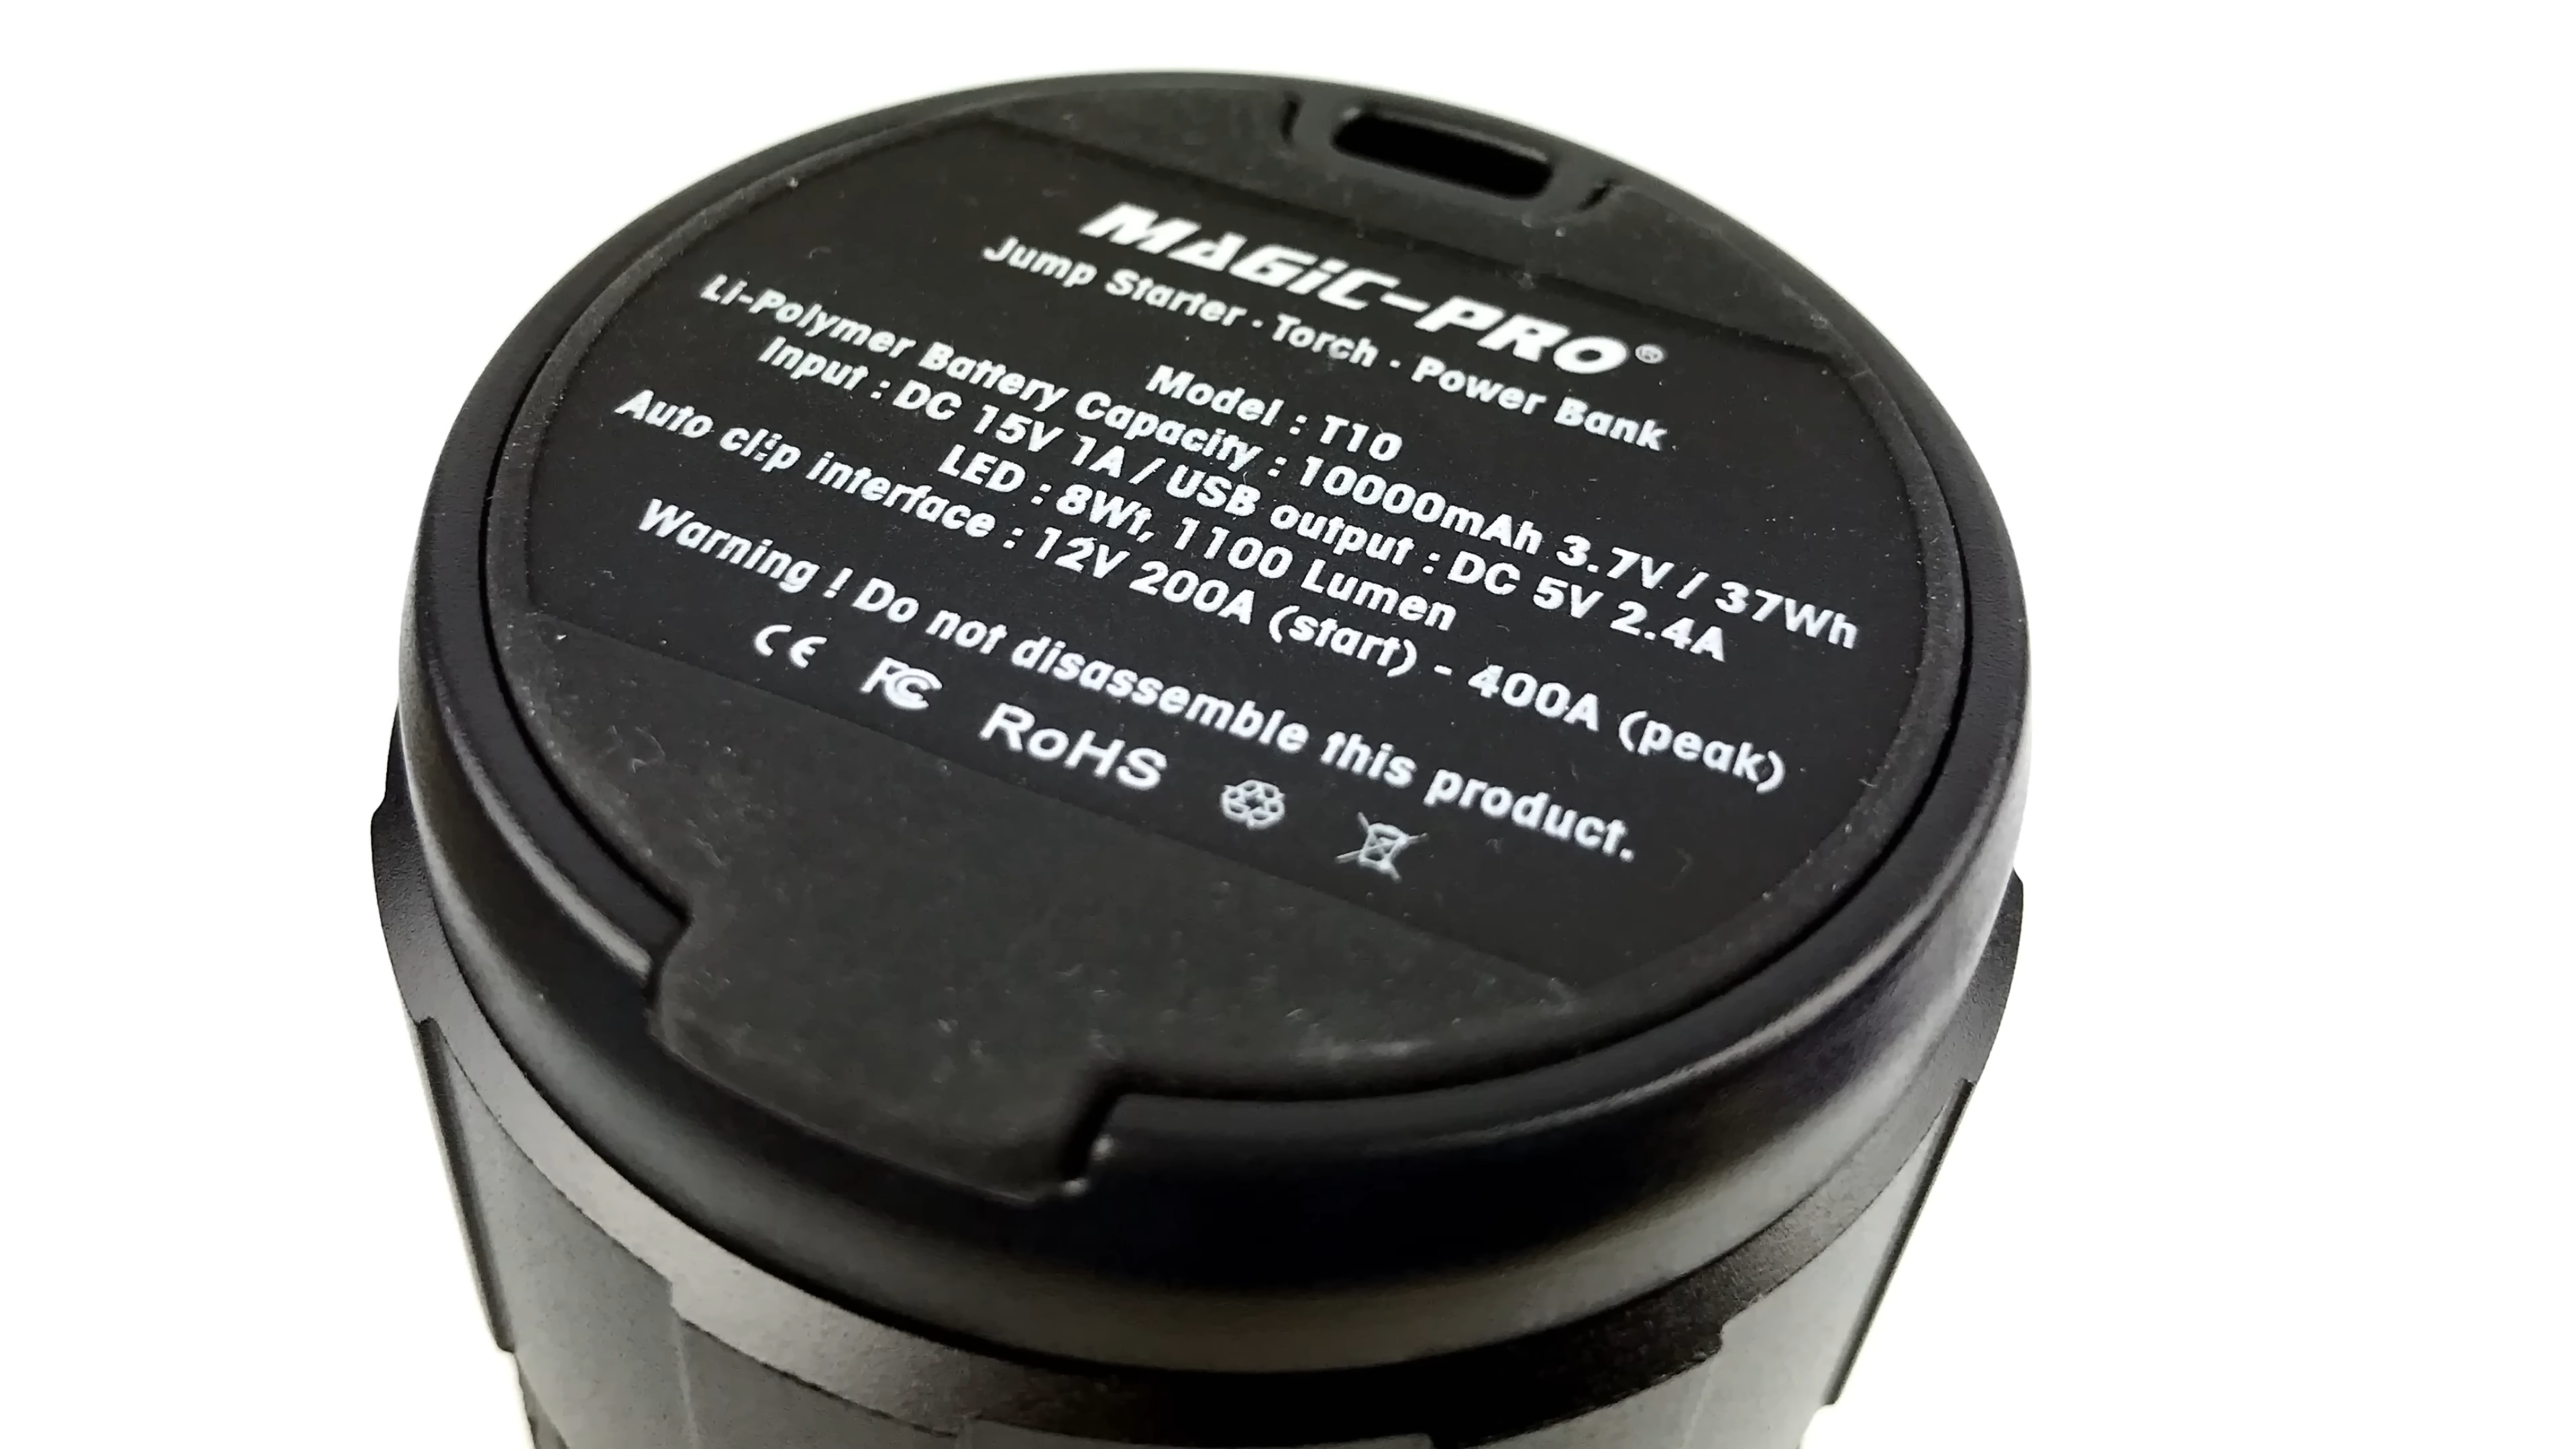 MAGiC-PRO®
Jump Starter · Torch · Power Bank
Model : T10
Li-Polymer Battery Capacity : 10000mAh 3.7V / 37Wh
Input : DC 15V 1A / USB output : DC 5V 2.4A
LED : 8Wt, 1100 Lumen
Auto clip interface : 12V 200A (start) - 400A (peak)
Warning ! Do not disassemble this product.
CE FC RoHS